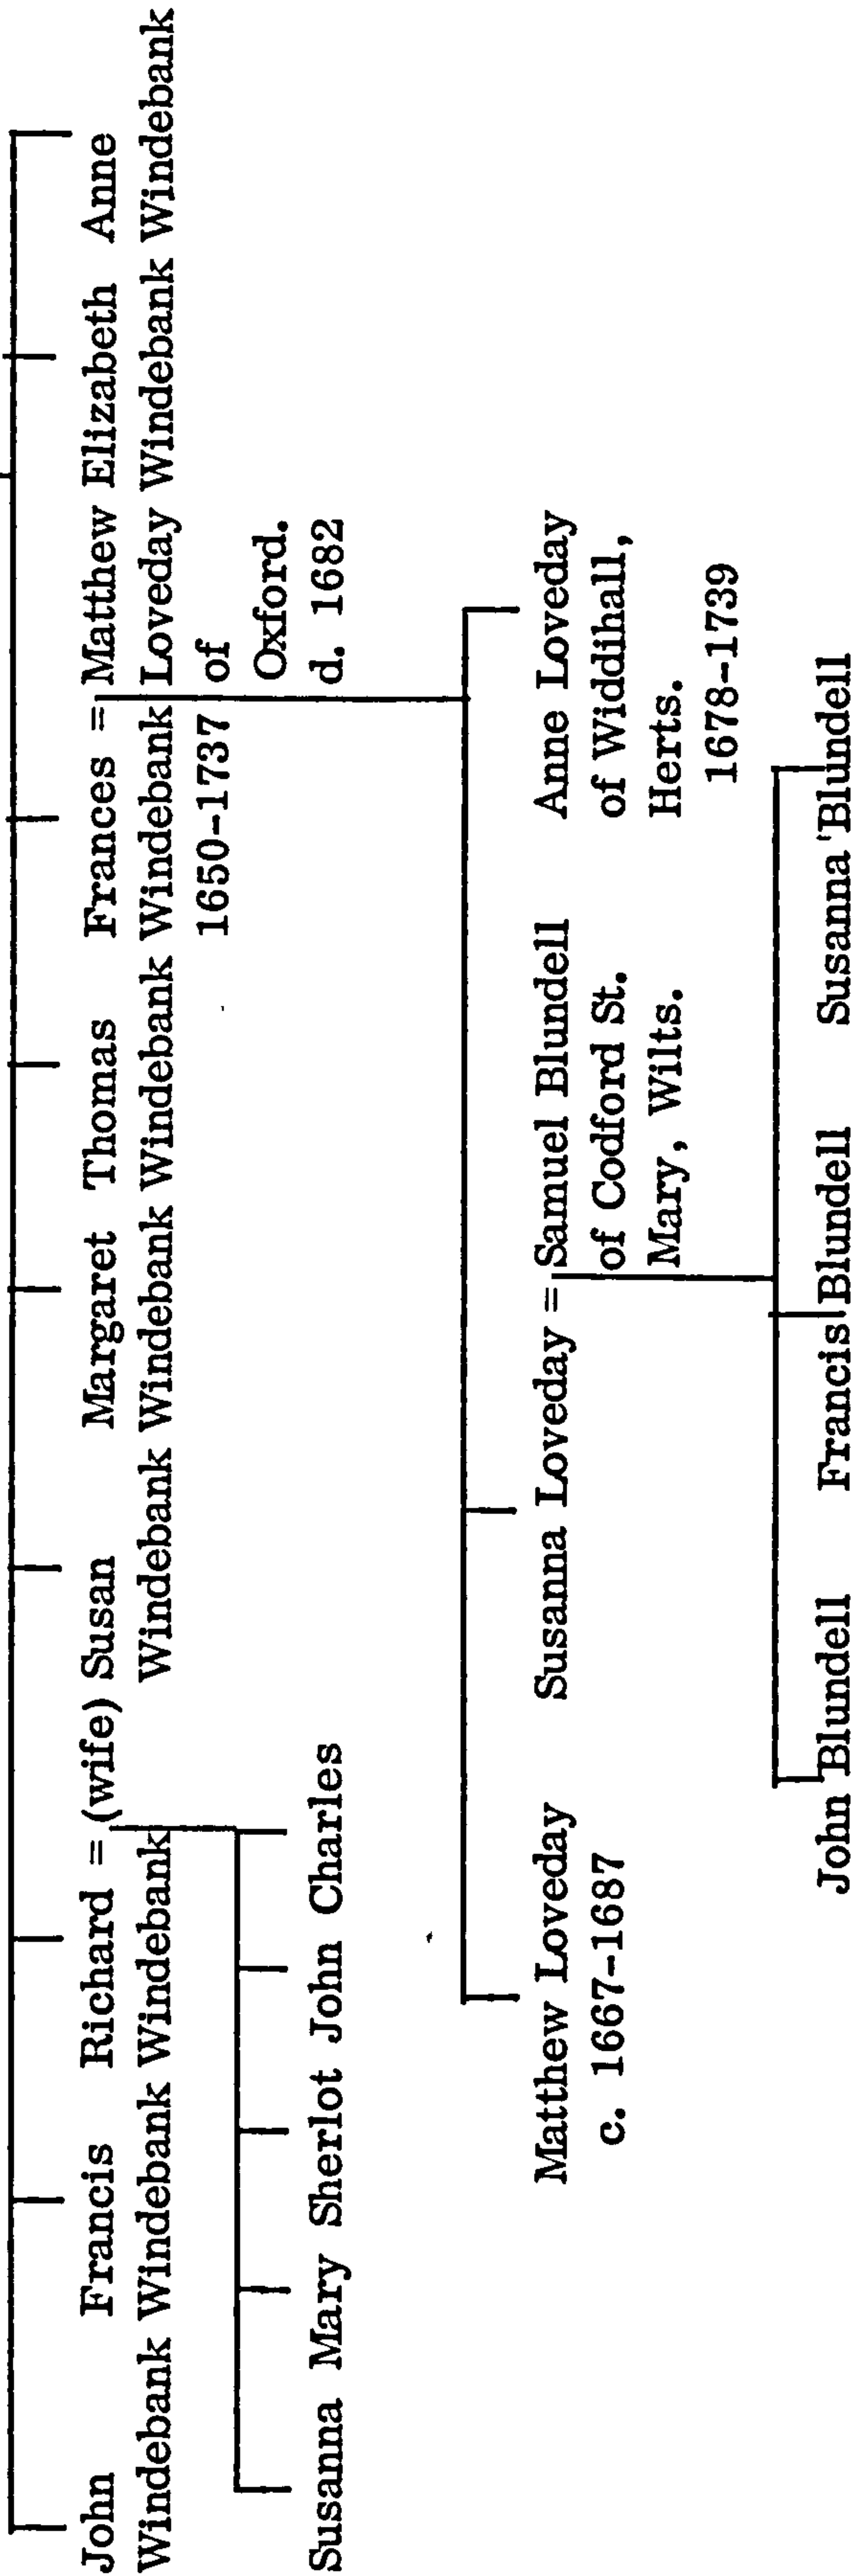 John Francis Richard = (wife) Susan Margaret Thomas Frances = Matthew Elizabeth Anne
Windebank Windebank Windebank Windebank Windebank Windebank Windebank Loveday Windebank Windebank
1650-1737 of
Oxford.
d. 1682
Susanna Mary Sherlot John Charles
Matthew Loveday Susanna Loveday = Samuel Blundell Anne Loveday
c. 1667-1687 of Codford St. of Widdihall,
Mary, Wilts. Herts.
1678-1739
John Blundell Francis Blundell Susanna Blundell